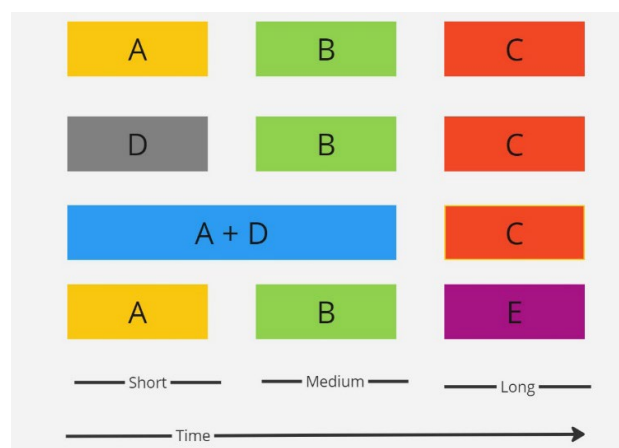 A B C
D B C
A + D C
A B E
Short Medium Long
Time